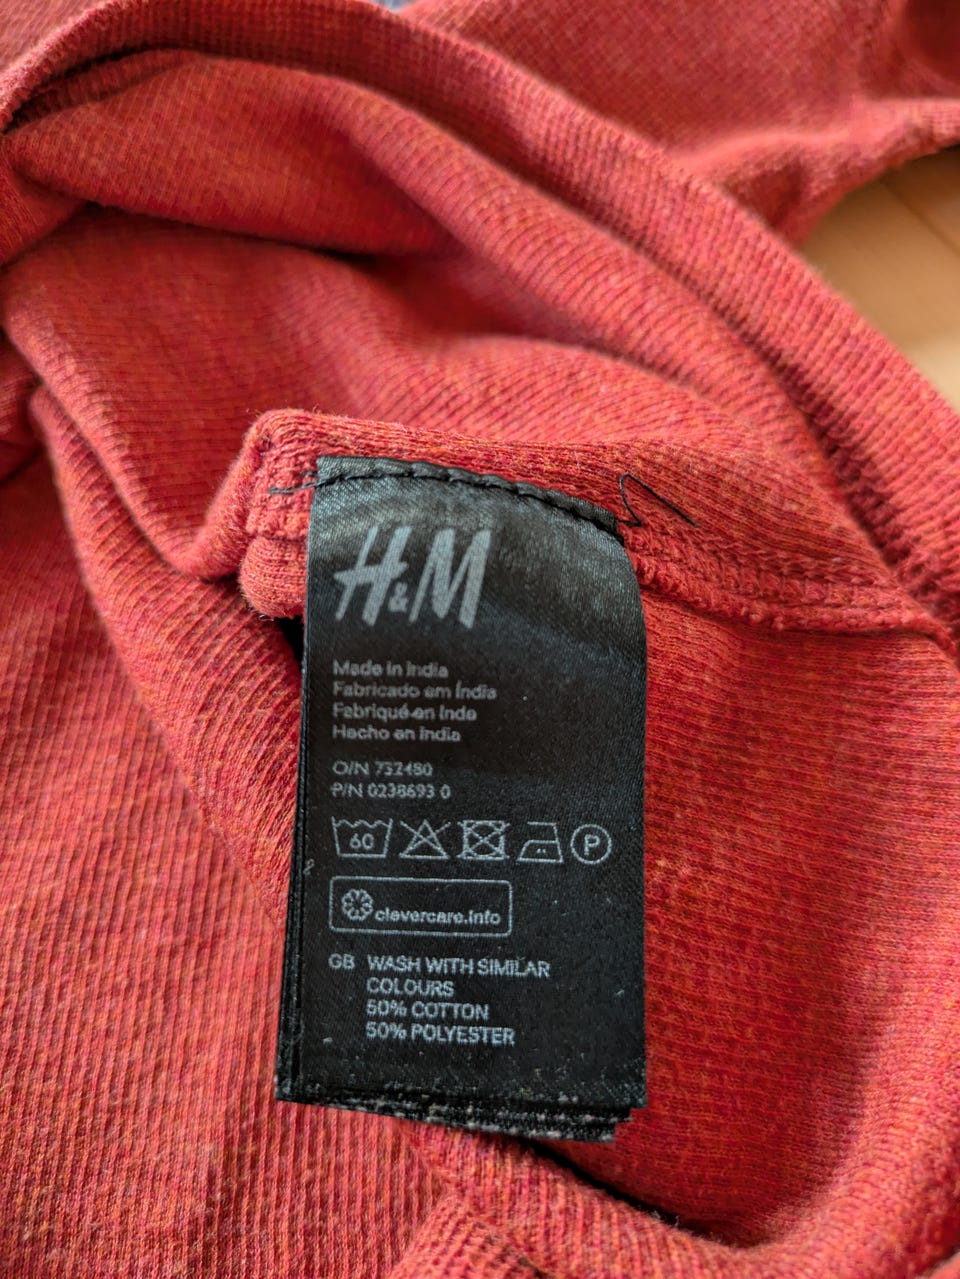 H&M
Made in India
Fabricado em Índia
Fabriqué en Inde
Hecho en India
O/N 732480
P/N 0238693 0
60 P
clevercare.info
GB WASH WITH SIMILAR
COLOURS
50% COTTON
50% POLYESTER